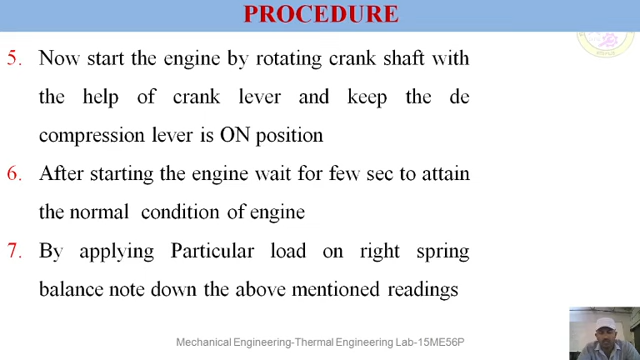 PROCEDURE
5. Now start the engine by rotating crank shaft with
the help of crank lever and keep the de
compression lever is ON position
6. After starting the engine wait for few sec to attain
the normal condition of engine
7. By applying Particular load on right spring
balance note down the above mentioned readings
Mechanical Engineering-Thermal Engineering Lab-15ME56P